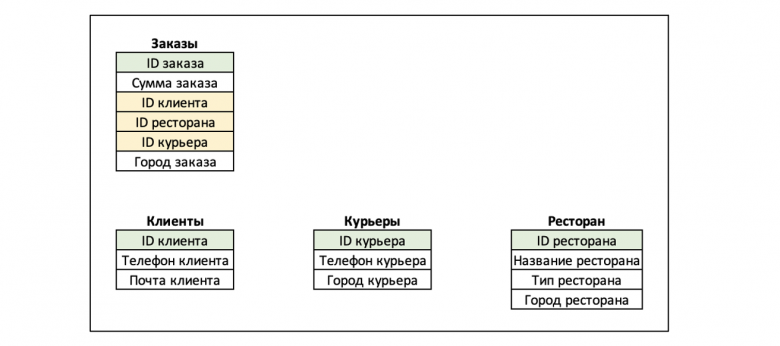 Заказы
ID заказа
Сумма заказа
ID клиента
ID ресторана
ID курьера
Город заказа
Клиенты
ID клиента
Телефон клиента
Почта клиента
Курьеры
ID курьера
Телефон курьера
Город курьера
Ресторан
ID ресторана
Название ресторана
Тип ресторана
Город ресторана